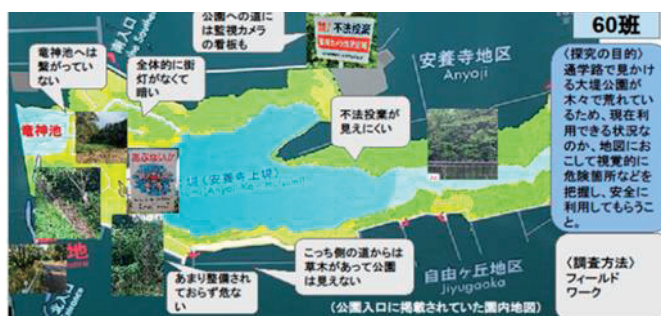 60班
公園への道に
は監視カメラ
の看板も
不法投棄
竜神池へは
繋がってい
ない
全体的に街
灯がなくて
暗い
安養寺地区
Anyoji
不法投棄が
見えにくい
竜神池
あぶないよ
(安養寺上堤)
〈探究の目的〉
通学路で見かけ
る大堤公園が
木々で荒れてい
るため、現在利
用できる状況な
のか、地図にお
こして視覚的に
危険箇所などを
把握し、安全に
利用してもらうこ
と。
あまり整備さ
れておらず危な
い
こっち側の道からは
草木があって公園
は見えない
自由ヶ丘地区
Jiyugaoka
(公園入口に掲載されていた園内地図)
〈調査方法〉
フィールド
ワーク